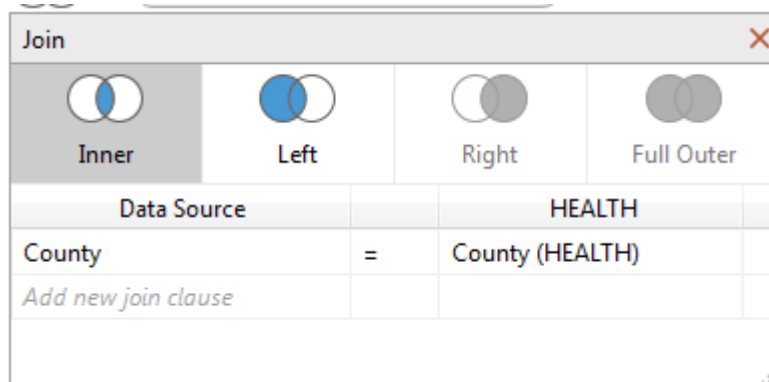 Join
Inner Left Right Full Outer
Data Source HEALTH
County = County (HEALTH)
Add new join clause